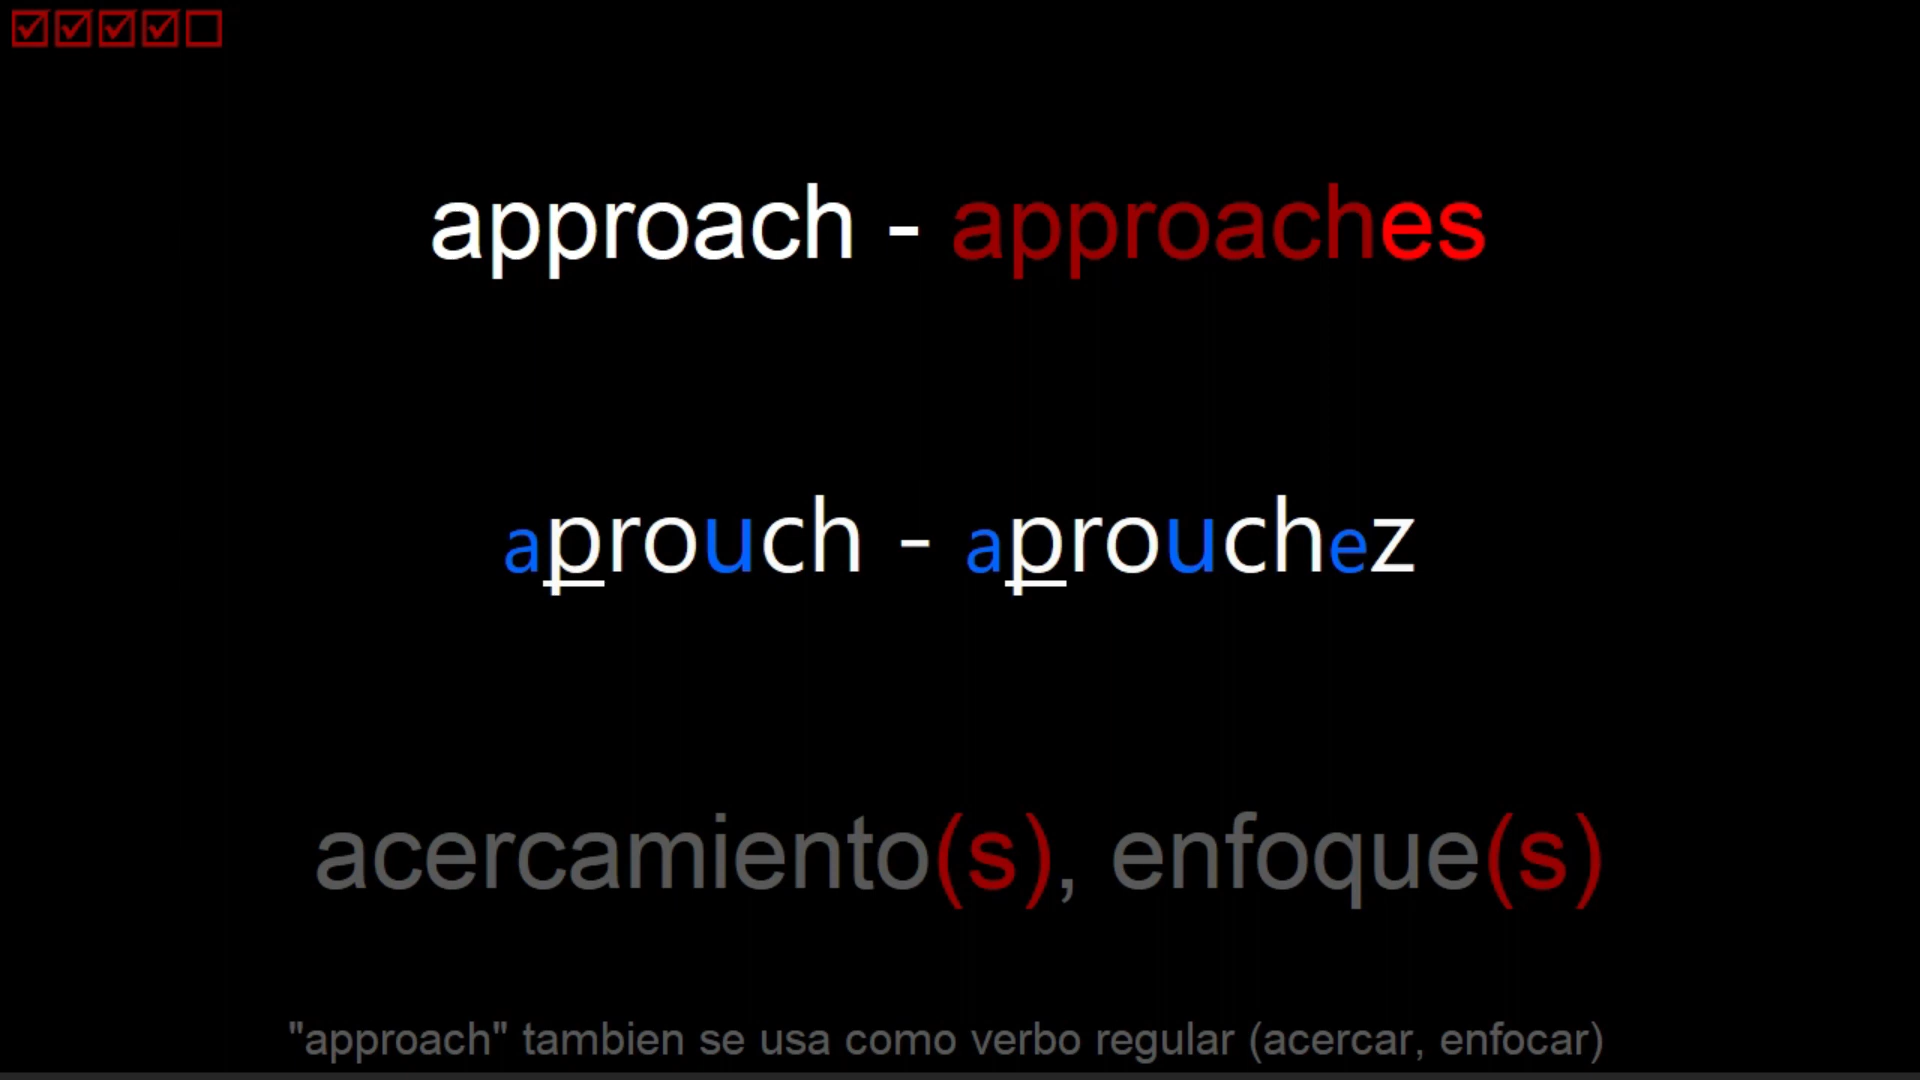 approach - approaches
aprouch - aprouchez
acercamiento(s), enfoque(s)
"approach" tambien se usa como verbo regular (acercar, enfocar)